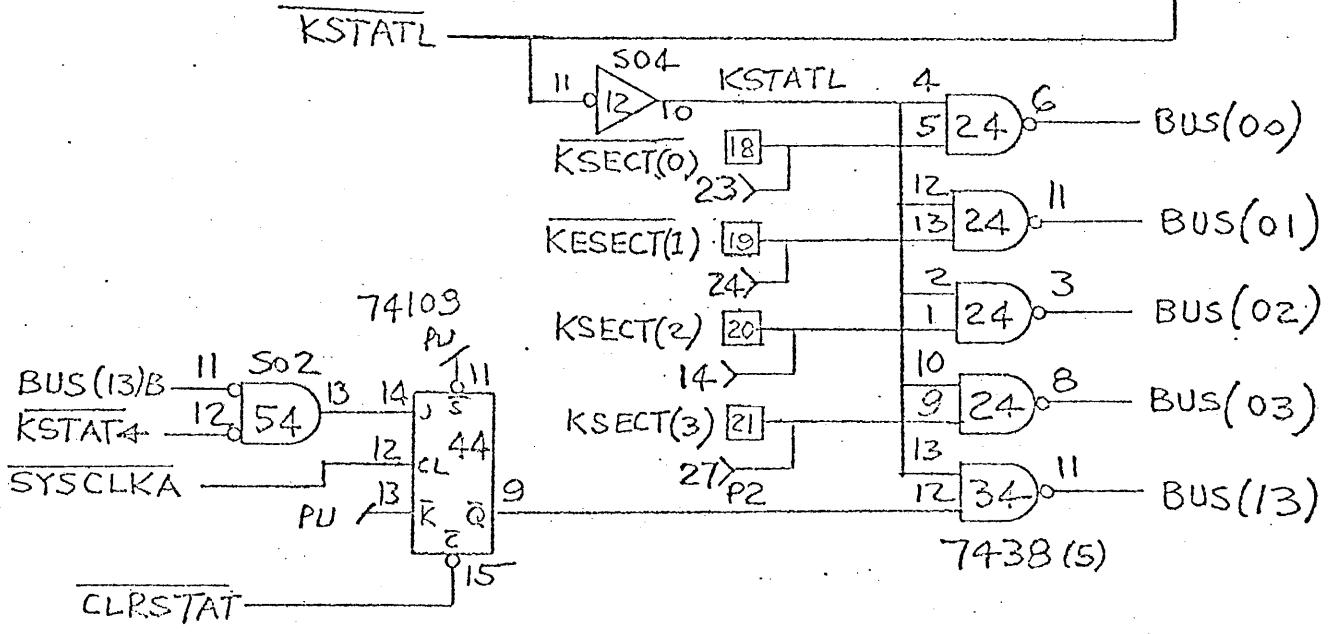 KSTATL
S04
11
12
10
KSTATL
4
5
24
6
BUS(00)
KSECT(0)
18
23
12
13
24
11
BUS(01)
KESECT(1)
19
24
2
1
24
3
BUS(02)
KSECT(2)
20
14
10
9
24
8
BUS(03)
KSECT(3)
21
27
P2
13
12
34
11
BUS(13)
7438(5)
74109
PU
11
S02
BUS(13)B
11
KSTAT←
12
54
13
14
J
S
44
SYSCLKA
12
CL
PU
13
K
Q
9
C
15
CLRSTAT